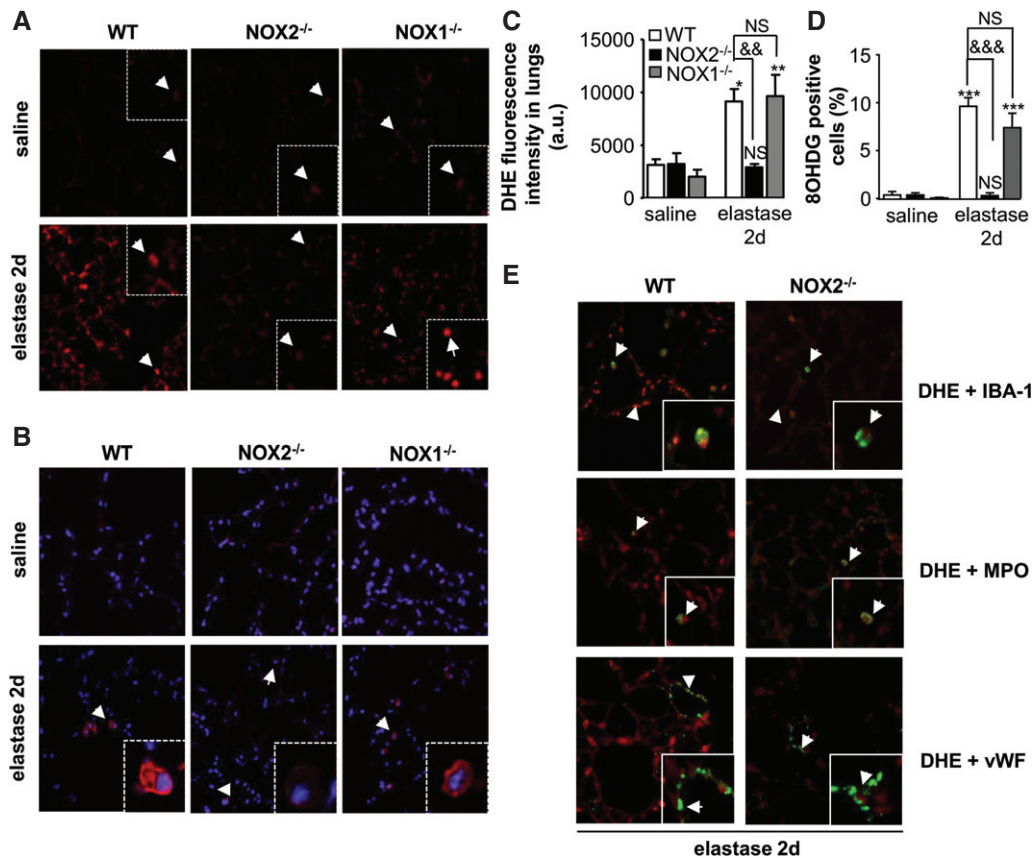 A
WT NOX2-/- NOX1-/-
saline
elastase 2d
B
WT NOX2-/- NOX1-/-
saline
elastase 2d
C
DHE fluorescence
intensity in lungs
(a.u.)
15000
10000
5000
0
WT
NOX2-/-
NOX1-/-
NS
&&
*
**
NS
saline
elastase
2d
D
8OHDG positive
cells (%)
15
10
5
0
NS
&&&
***
***
NS
saline
elastase
2d
E
WT NOX2-/-
DHE + IBA-1
DHE + MPO
DHE + vWF
elastase 2d